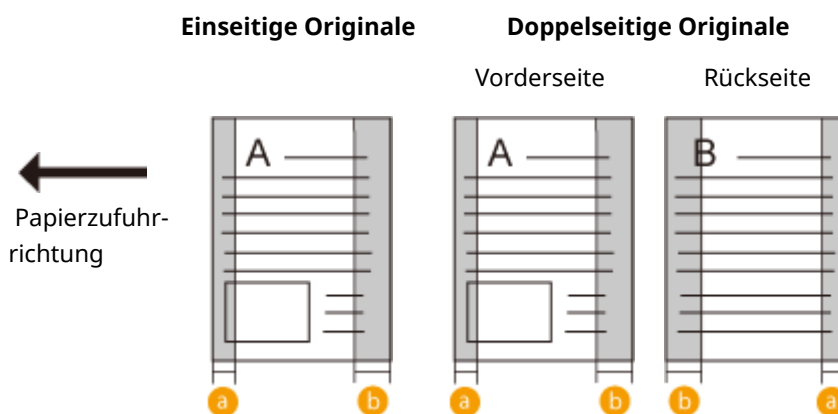 Einseitige Originale Doppelseitige Originale
Vorderseite Rückseite
A A B
Papierzufuhr-
richtung
a b a b b a